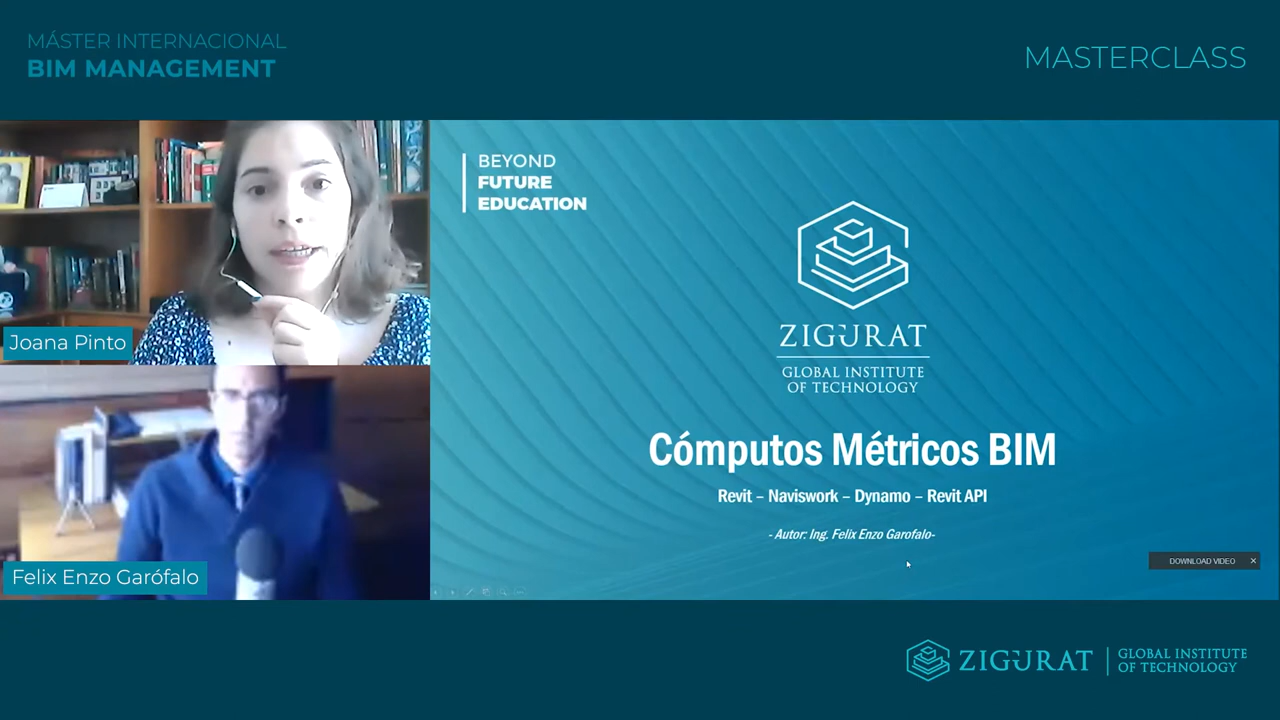 MÁSTER INTERNACIONAL
BIM MANAGEMENT
MASTERCLASS
Joana Pinto
Felix Enzo Garófalo
BEYOND
FUTURE
EDUCATION
ZIGURAT
GLOBAL INSTITUTE
OF TECHNOLOGY
Cómputos Métricos BIM
Revit – Naviswork – Dynamo – Revit API
- Autor: Ing. Felix Enzo Garofalo-
DOWNLOAD VIDEO ×
ZIGURAT
GLOBAL INSTITUTE
OF TECHNOLOGY